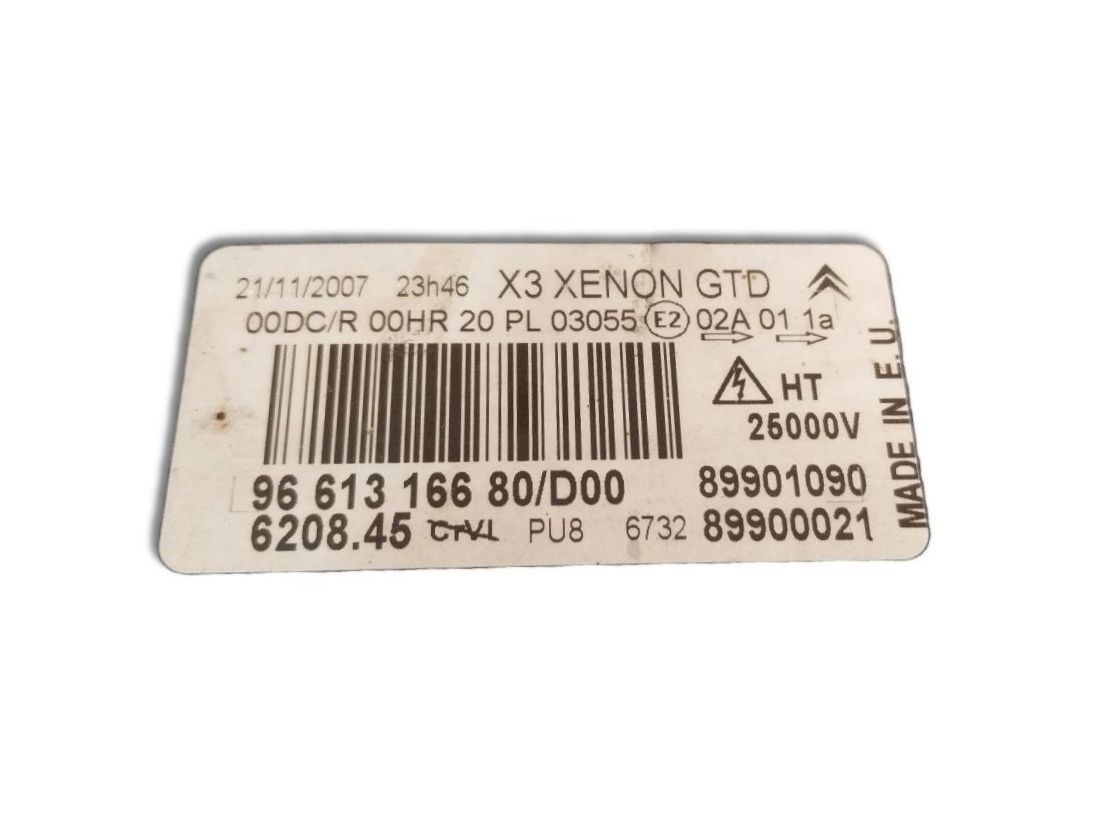 21/11/2007 23h46 X3 XENON GTD
00DC/R 00HR 20 PL 03055 E2 02A 01 1a
HT
25000V
96 613 166 80/D00 89901090
6208.45 CTVL PU8 6732 89900021
MADE IN E.U.